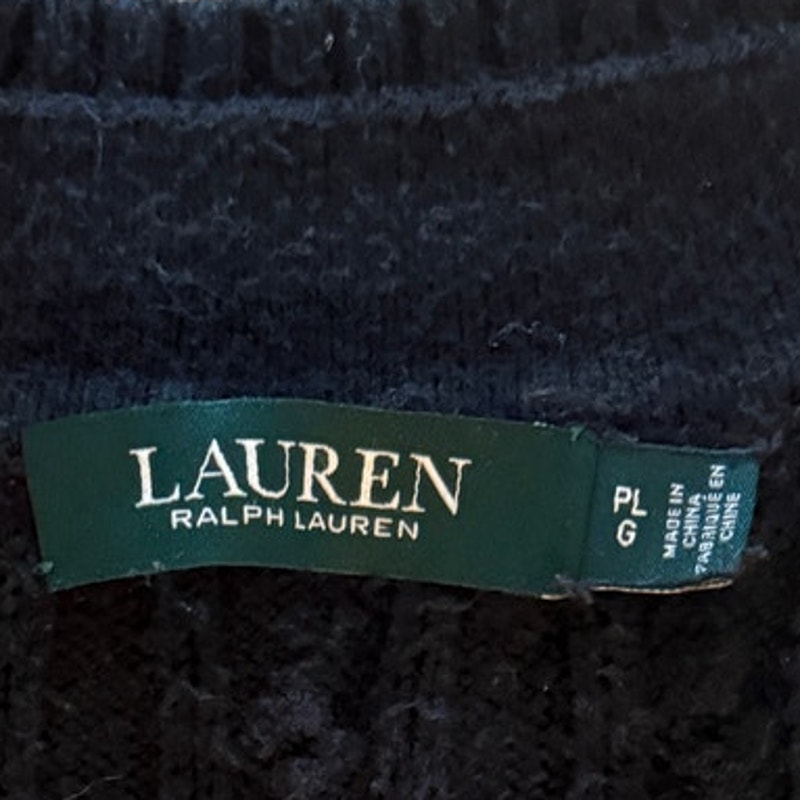 LAUREN
RALPH LAUREN
PL
G
MADE IN
CHINA
FABRIQUÉ EN
CHINE